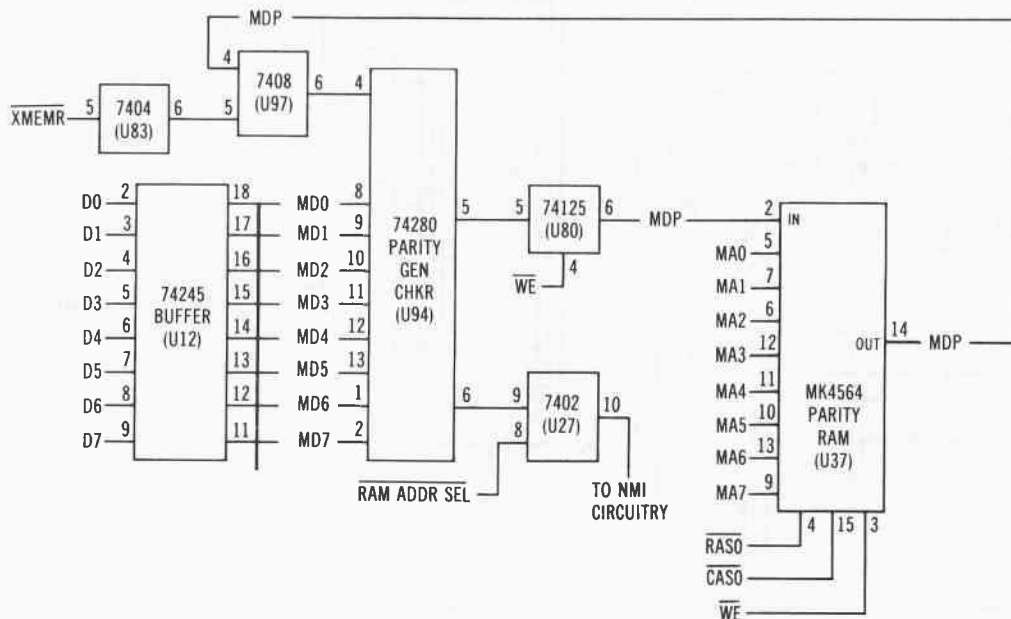 MDP
4
7408
(U97)
6
5
XMEMR
5
7404
(U83)
6
4
D0
2
D1
3
D2
4
D3
5
D4
6
D5
7
D6
8
D7
9
74245
BUFFER
(U12)
18
17
16
15
14
13
12
11
MD0
8
MD1
9
MD2
10
MD3
11
MD4
12
MD5
13
MD6
1
MD7
2
74280
PARITY
GEN
CHKR
(U94)
5
6
5
74125
(U80)
6
4
WE
MDP
9
8
7402
(U27)
10
RAM ADDR SEL
TO NMI
CIRCUITRY
2
IN
MA0
5
MA1
7
MA2
6
MA3
12
MA4
11
MA5
10
MA6
13
MA7
9
OUT
14
MDP
MK4564
PARITY
RAM
(U37)
4
15
3
RAS0
CAS0
WE